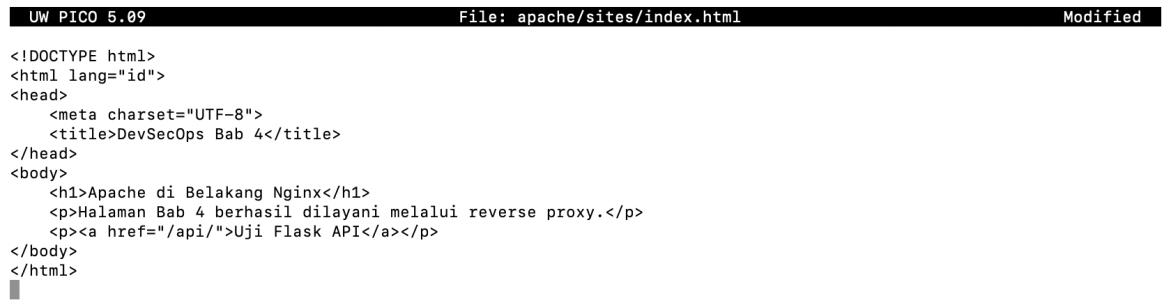 UW PICO 5.09 File: apache/sites/index.html Modified
<!DOCTYPE html>
<html lang="id">
<head>
    <meta charset="UTF-8">
    <title>DevSecOps Bab 4</title>
</head>
<body>
    <h1>Apache di Belakang Nginx</h1>
    <p>Halaman Bab 4 berhasil dilayani melalui reverse proxy.</p>
    <p><a href="/api/">Uji Flask API</a></p>
</body>
</html>